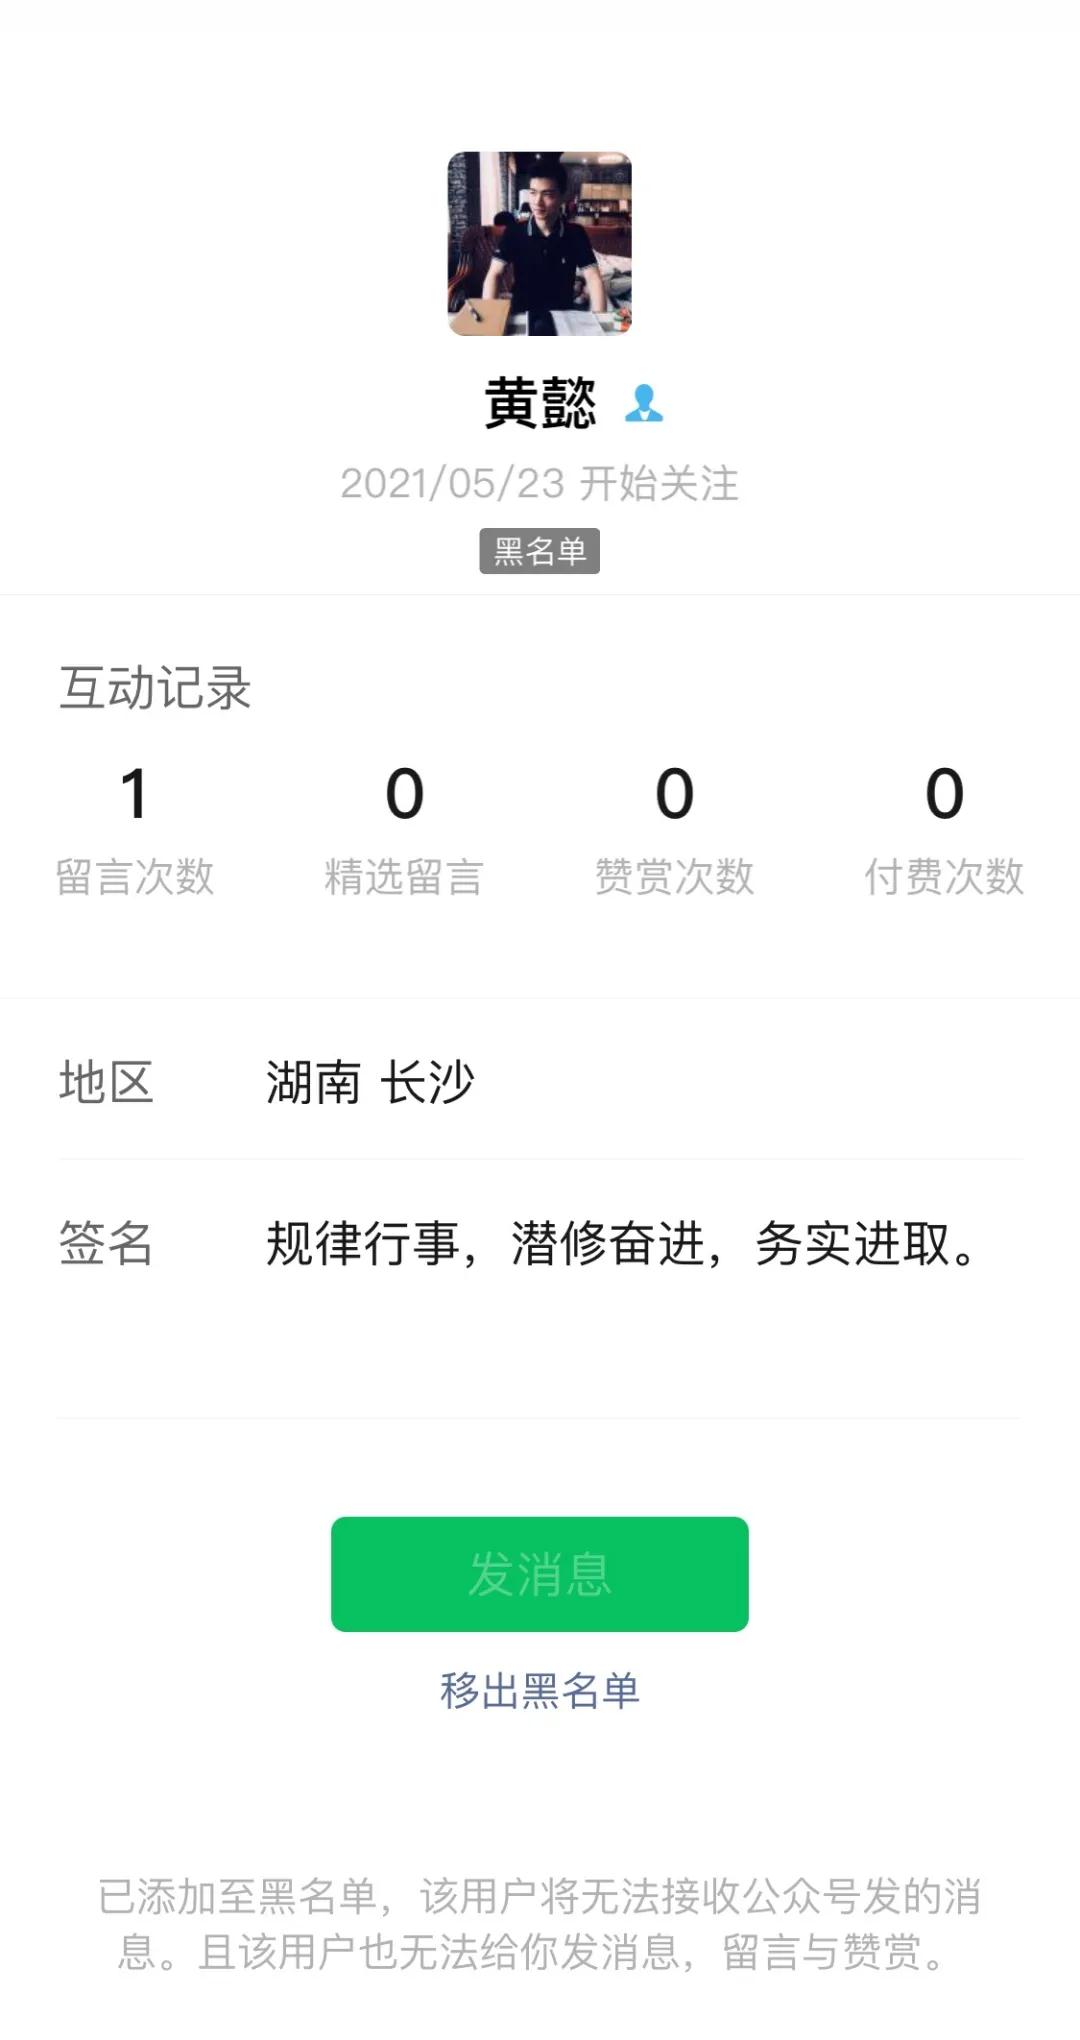 黄懿
2021/05/23 开始关注
黑名单
互动记录
1 0 0 0
留言次数 精选留言 赞赏次数 付费次数
地区 湖南 长沙
签名 规律行事，潜修奋进，务实进取。
发消息
移出黑名单
已添加至黑名单，该用户将无法接收公众号发的消
息。且该用户也无法给你发消息，留言与赞赏。